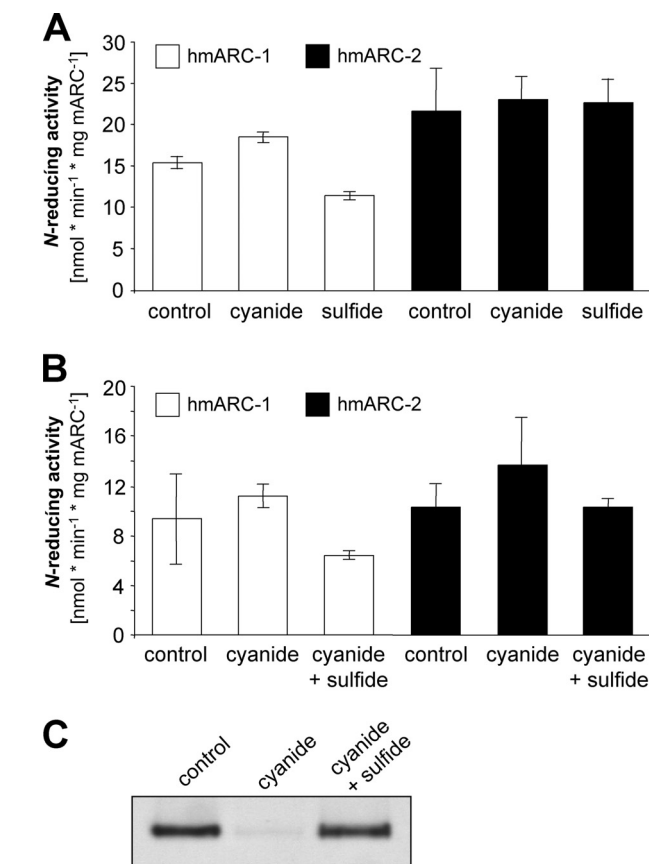 A
N-reducing activity
[nmol * min⁻¹ * mg mARC⁻¹]
30
25
20
15
10
5
0
hmARC-1
hmARC-2
control cyanide sulfide control cyanide sulfide
B
N-reducing activity
[nmol * min⁻¹ * mg mARC⁻¹]
20
16
12
8
4
0
hmARC-1
hmARC-2
control cyanide cyanide control cyanide cyanide
+ sulfide + sulfide
C
control
cyanide
cyanide
+ sulfide